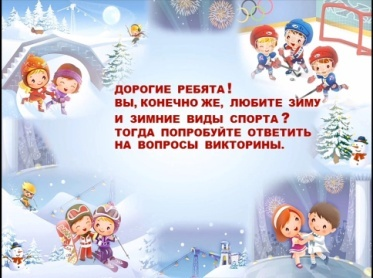 ДОРОГИЕ РЕБЯТА!
ВЫ, КОНЕЧНО ЖЕ, ЛЮБИТЕ ЗИМУ
И ЗИМНИЕ ВИДЫ СПОРТА?
ТОГДА ПОПРОБУЙТЕ ОТВЕТИТЬ
НА ВОПРОСЫ ВИКТОРИНЫ.